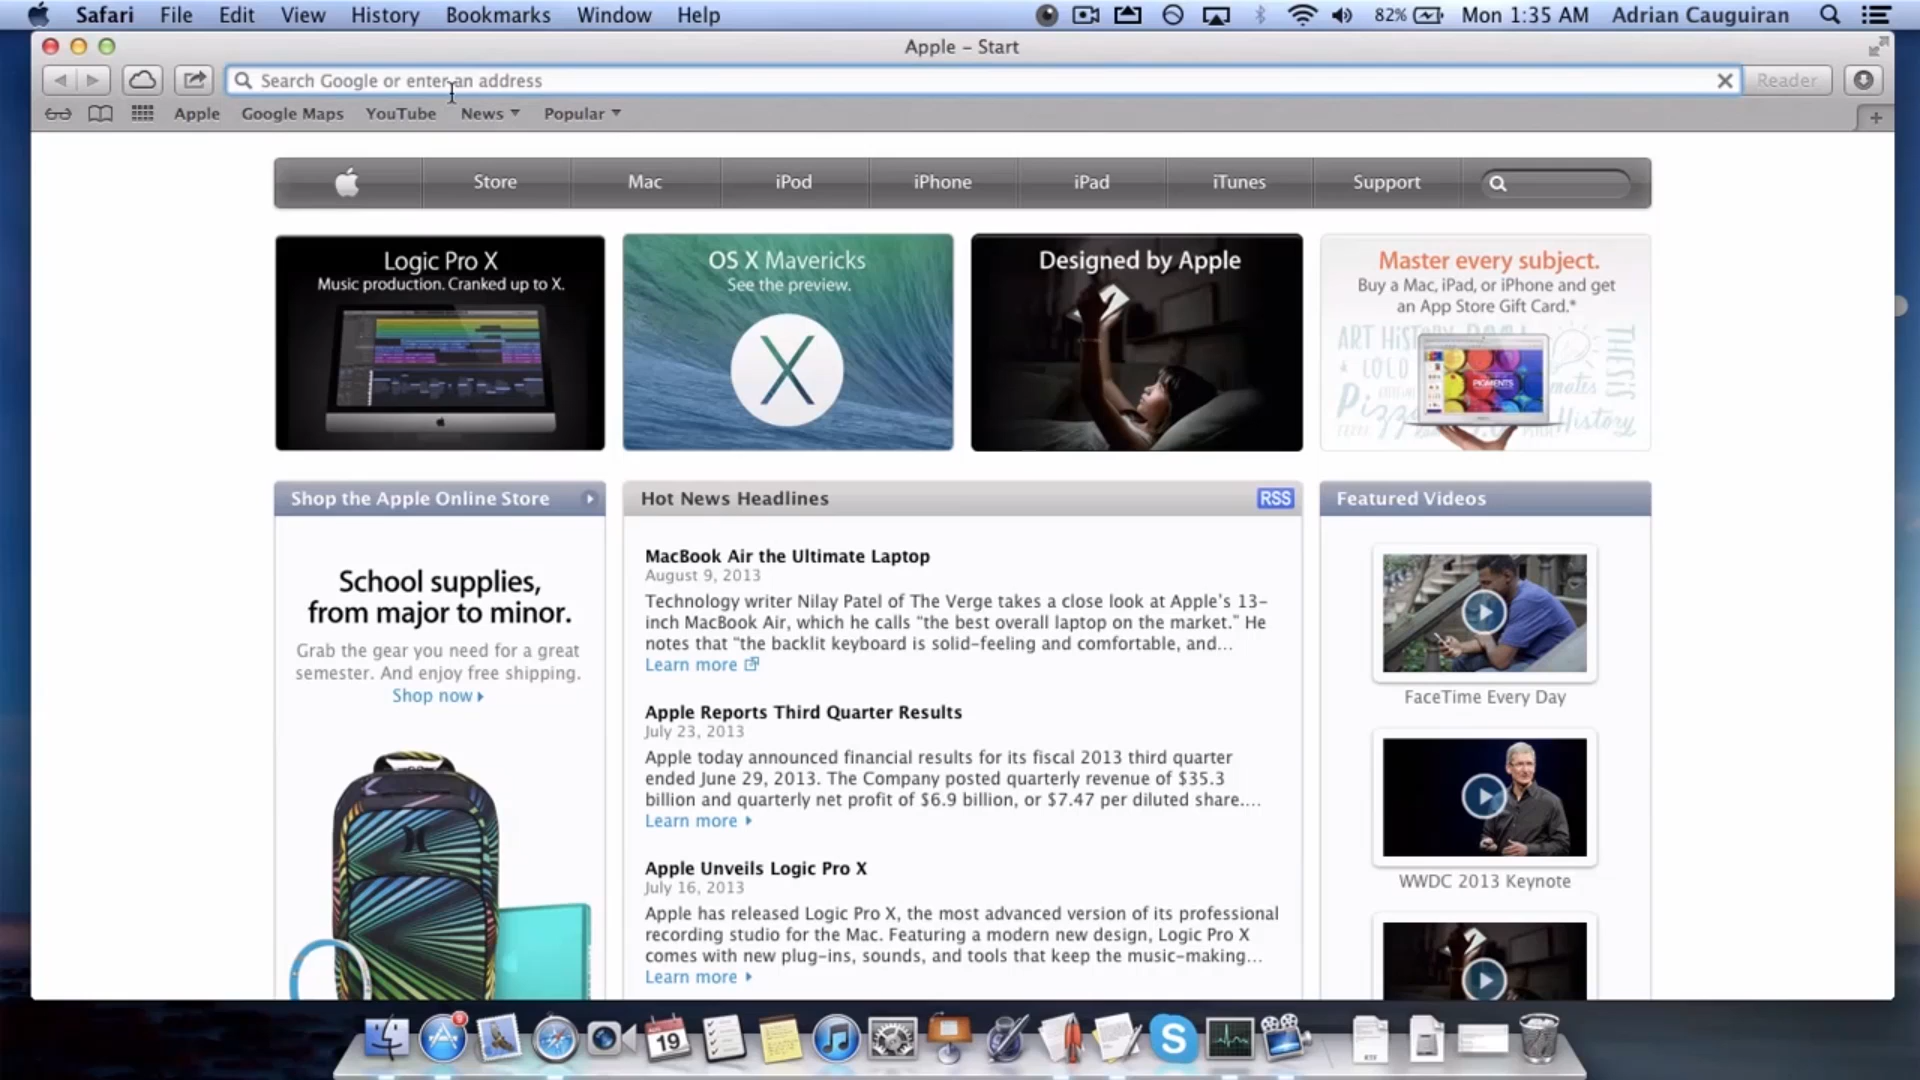 Safari File Edit View History Bookmarks Window Help 82% Mon 1:35 AM Adrian Cauguiran
Apple – Start
Search Google or enter an address Reader
Apple Google Maps YouTube News Popular
Store Mac iPod iPhone iPad iTunes Support
Logic Pro X
Music production. Cranked up to X.
OS X Mavericks
See the preview.
X
Designed by Apple
Master every subject.
Buy a Mac, iPad, or iPhone and get
an App Store Gift Card.*
ART HISTORY
THESIS
PIGMENTS
mates
History
Shop the Apple Online Store
School supplies,
from major to minor.
Grab the gear you need for a great
semester. And enjoy free shipping.
Shop now
Hot News Headlines RSS
MacBook Air the Ultimate Laptop
August 9, 2013
Technology writer Nilay Patel of The Verge takes a close look at Apple’s 13-
inch MacBook Air, which he calls “the best overall laptop on the market.” He
notes that “the backlit keyboard is solid-feeling and comfortable, and...
Learn more
Apple Reports Third Quarter Results
July 23, 2013
Apple today announced financial results for its fiscal 2013 third quarter
ended June 29, 2013. The Company posted quarterly revenue of $35.3
billion and quarterly net profit of $6.9 billion, or $7.47 per diluted share....
Learn more
Apple Unveils Logic Pro X
July 16, 2013
Apple has released Logic Pro X, the most advanced version of its professional
recording studio for the Mac. Featuring a modern new design, Logic Pro X
comes with new plug-ins, sounds, and tools that keep the music-making...
Learn more
Featured Videos
FaceTime Every Day
WWDC 2013 Keynote
9
19